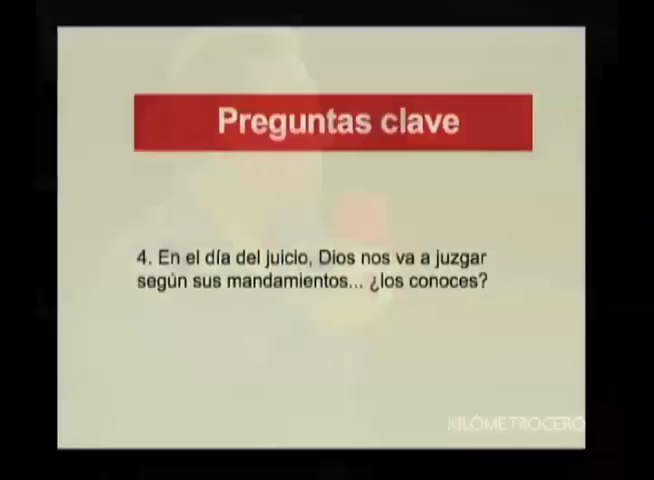 Preguntas clave
4. En el día del juicio, Dios nos va a juzgar
según sus mandamientos... ¿los conoces?
KILOMETROCERO